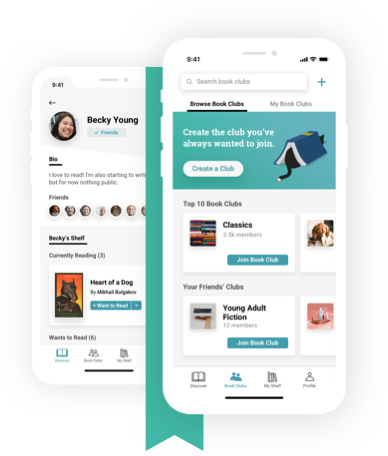 9:41
Becky Young
✓ Friends
Bio
I love to read! I'm also starting to writ
but for now nothing public.
Friends
Becky's Shelf
Currently Reading (3)
Heart of a Dog
By Mikhail Bulgakov
+ Want to Read
Wants to Read (6)
Discover
Book Clubs
My Shelf
9:41
Search book clubs
+
Browse Book Clubs
My Book Clubs
Create the club you've
always wanted to join.
Create a Club
Top 10 Book Clubs
Classics
3.5k members
Join Book Club
Your Friends' Clubs
Young Adult
Fiction
13 members
Join Book Club
Discover
Book Clubs
My Shelf
Profile